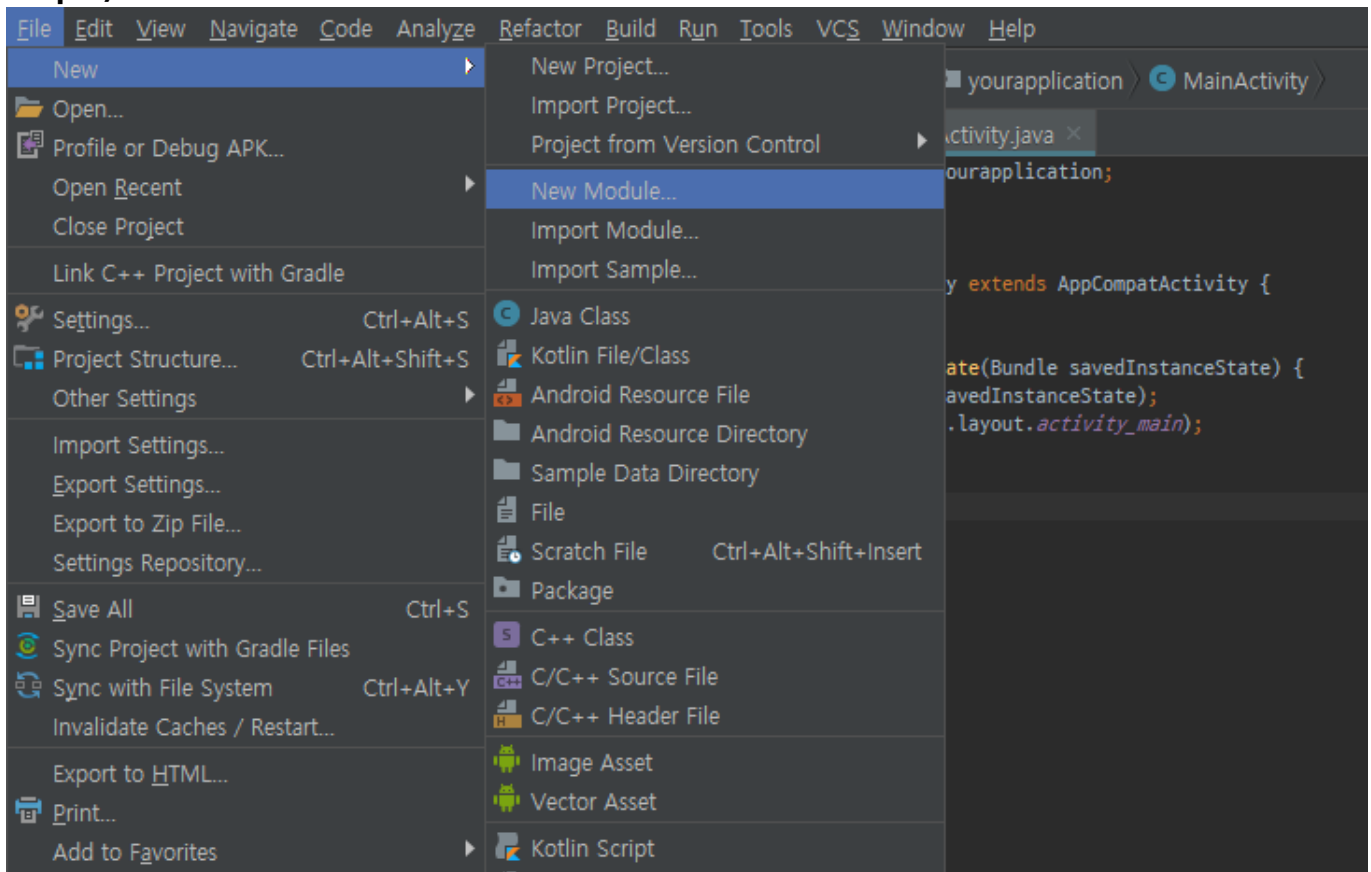 File Edit View Navigate Code Analyze Refactor Build Run Tools VCS Window Help
New
Open...
Profile or Debug APK...
Open Recent
Close Project
Link C++ Project with Gradle
Settings... Ctrl+Alt+S
Project Structure... Ctrl+Alt+Shift+S
Other Settings
Import Settings...
Export Settings...
Export to Zip File...
Settings Repository...
Save All Ctrl+S
Sync Project with Gradle Files
Sync with File System Ctrl+Alt+Y
Invalidate Caches / Restart...
Export to HTML...
Print...
Add to Favorites
New Project...
Import Project...
Project from Version Control
New Module...
Import Module...
Import Sample...
Java Class
Kotlin File/Class
Android Resource File
Android Resource Directory
Sample Data Directory
File
Scratch File Ctrl+Alt+Shift+Insert
Package
C++ Class
C/C++ Source File
C/C++ Header File
Image Asset
Vector Asset
Kotlin Script
yourapplication MainActivity
ctivity.java
ourapplication;
y extends AppCompatActivity {
ate(Bundle savedInstanceState) {
avedInstanceState);
.layout.activity_main);